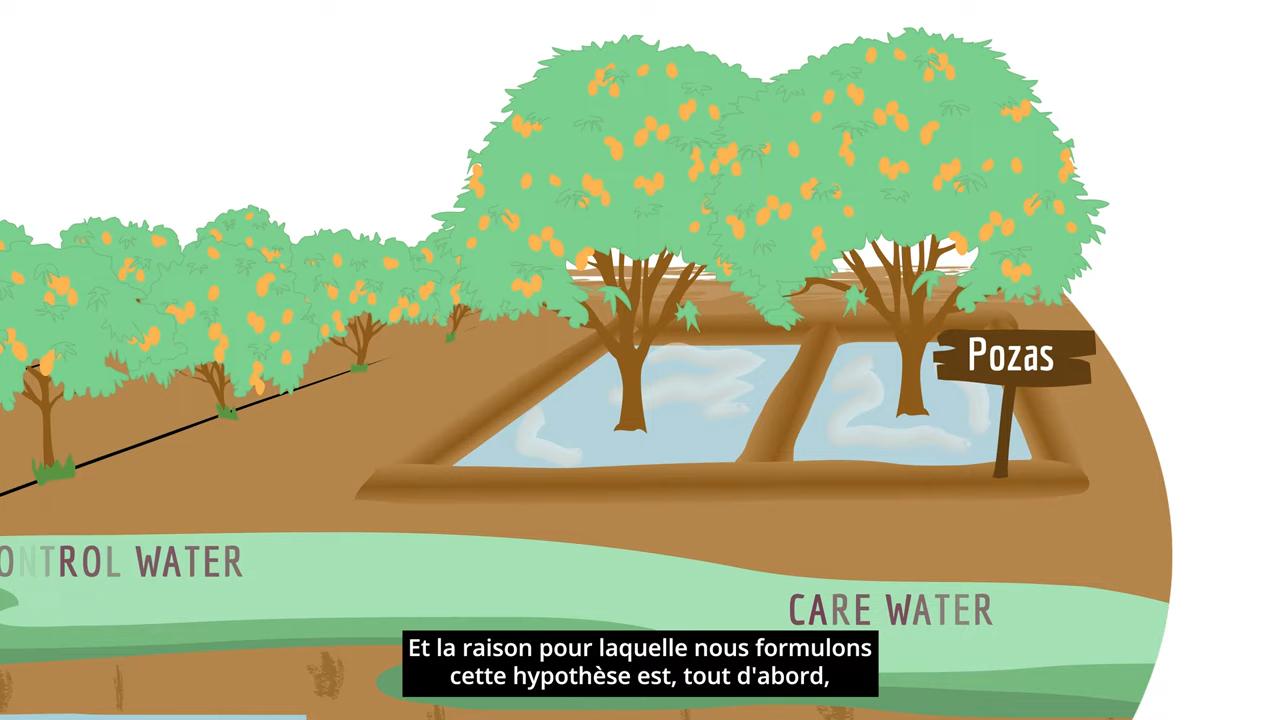 Pozas
ONTROL WATER
CARE WATER
Et la raison pour laquelle nous formulons
cette hypothèse est, tout d'abord,